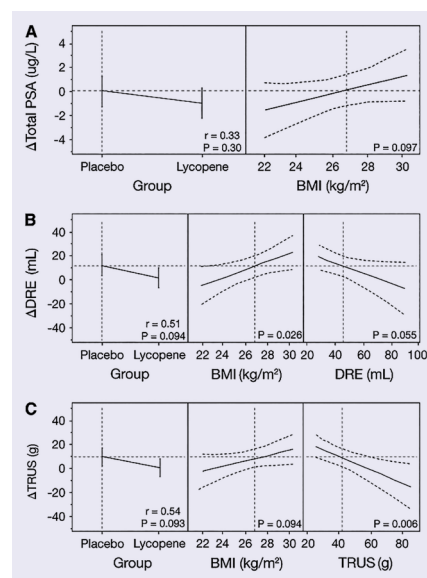 A
ΔTotal PSA (ug/L)
4
2
0
-2
-4
r = 0.33
P = 0.30
P = 0.097
Placebo
Lycopene
22
24
26
28
30
Group
BMI (kg/m²)
B
ΔDRE (mL)
40
20
0
-20
-40
r = 0.51
P = 0.094
P = 0.026
P = 0.055
Placebo
Lycopene
22 24 26 28 30
20 40 60 80 100
Group
BMI (kg/m²)
DRE (mL)
C
ΔTRUS (g)
40
20
0
-20
-40
r = 0.54
P = 0.093
P = 0.094
P = 0.006
Placebo
Lycopene
22 24 26 28 30
20 40 60 80
Group
BMI (kg/m²)
TRUS (g)